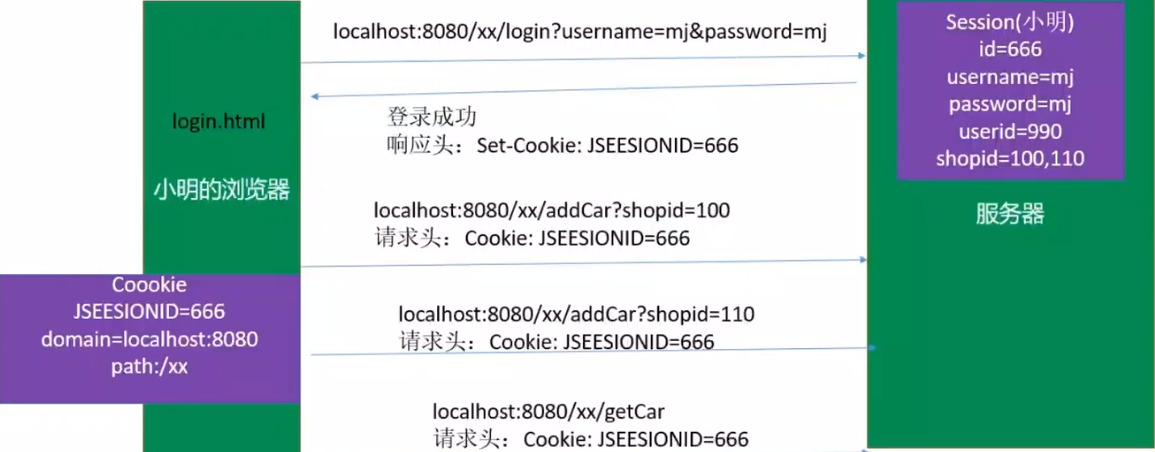 login.html
小明的浏览器
Coookie
JSEESIONID=666
domain=localhost:8080
path:/xx
localhost:8080/xx/login?username=mj&password=mj
登录成功
响应头：Set-Cookie: JSEESIONID=666
localhost:8080/xx/addCar?shopid=100
请求头：Cookie: JSEESIONID=666
localhost:8080/xx/addCar?shopid=110
请求头：Cookie: JSEESIONID=666
localhost:8080/xx/getCar
请求头：Cookie: JSEESIONID=666
Session(小明)
id=666
username=mj
password=mj
userid=990
shopid=100,110
服务器